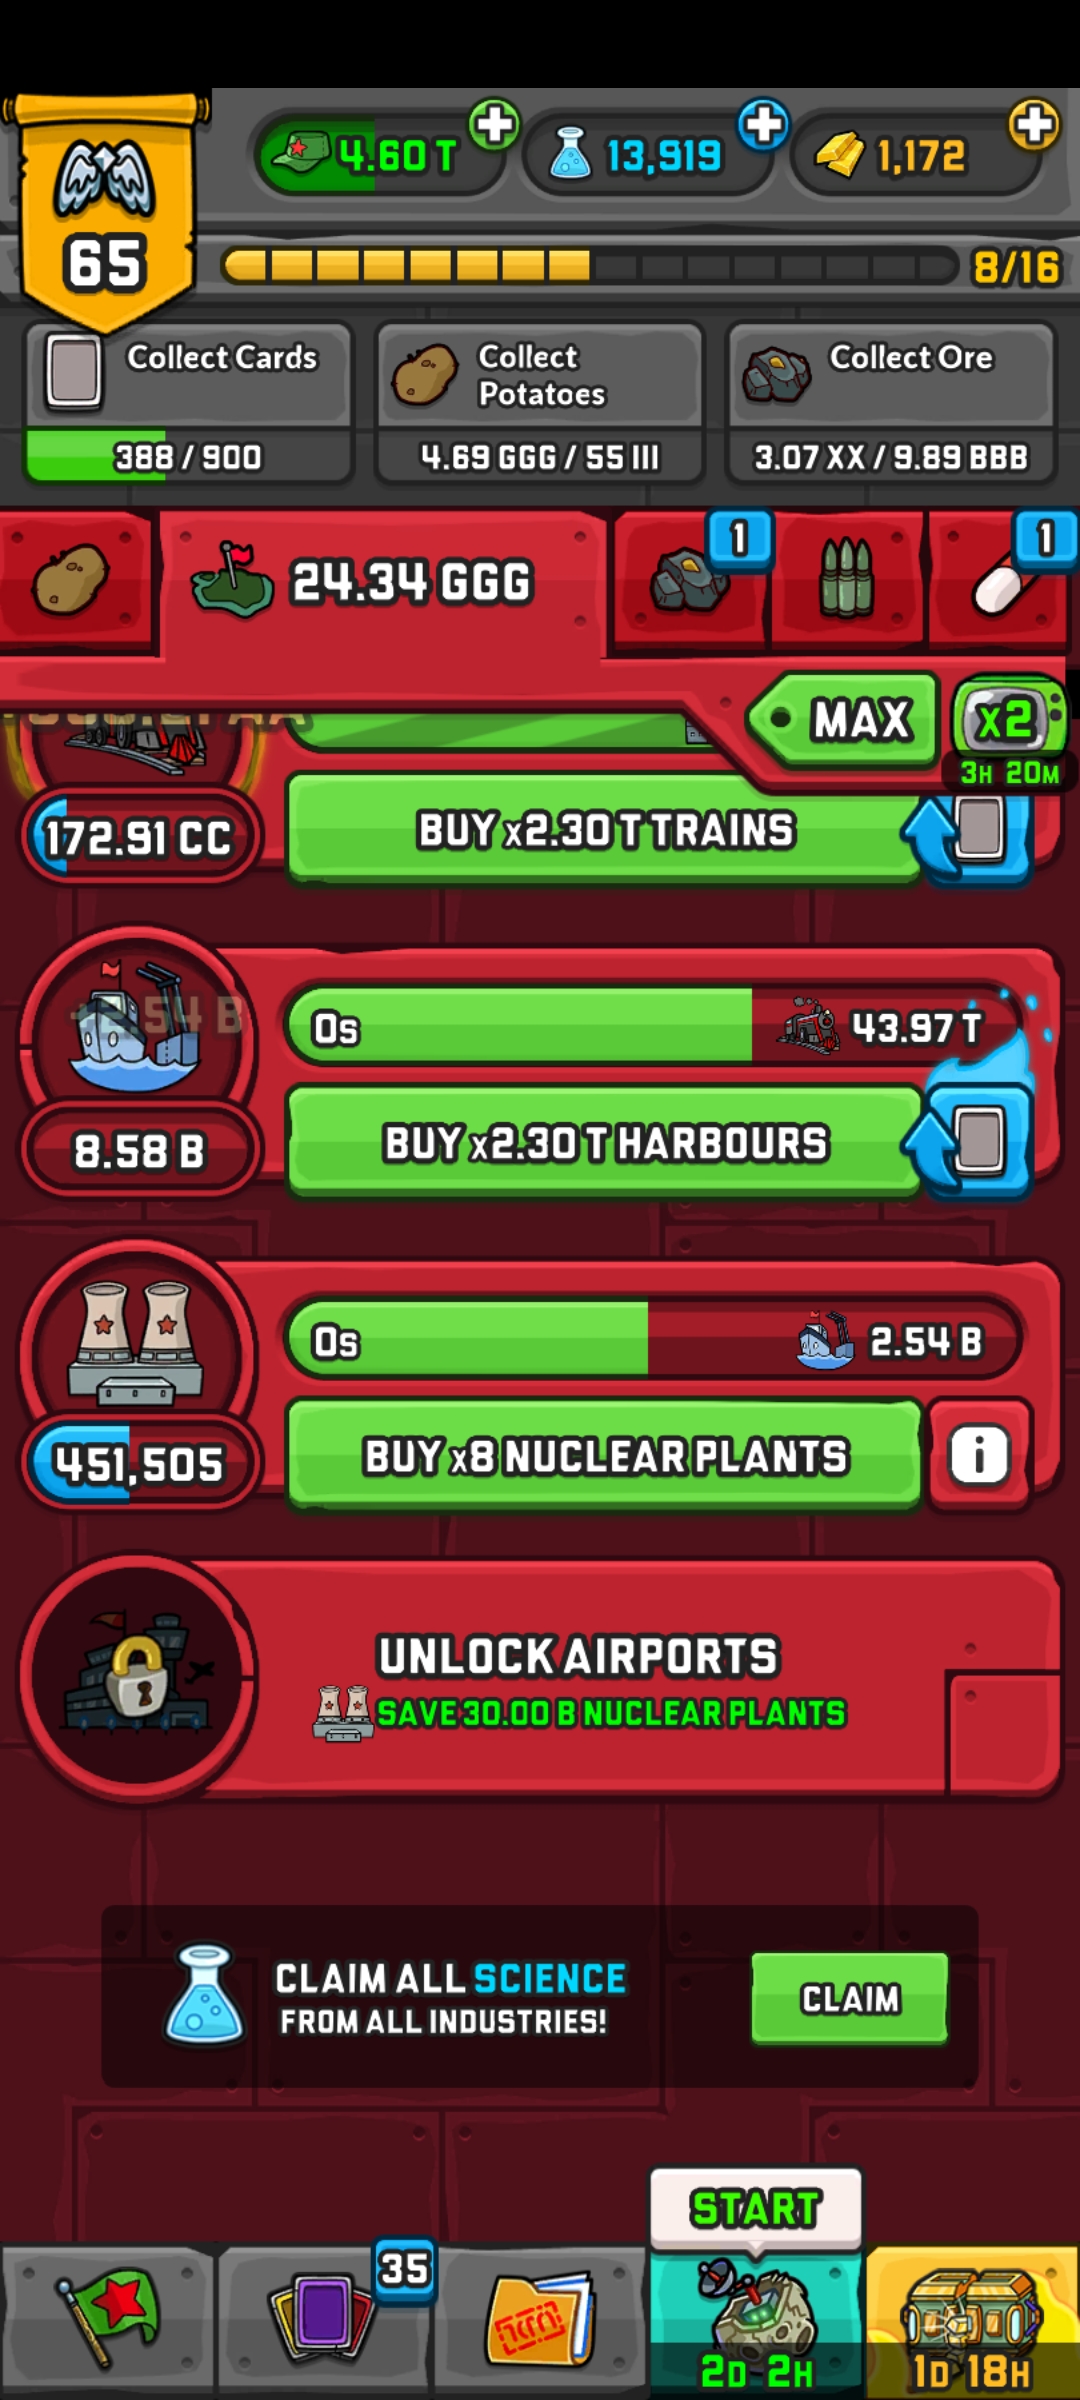 4.60 T
13,919
1,172
65
8/16
Collect Cards
388 / 900
Collect
Potatoes
4.69 GGG / 55 III
Collect Ore
3.07 XX / 9.89 BBB
24.34 GGG
1
1
MAX
x2
3H 20M
172.91 CC
BUY x2.30 T TRAINS
0s
43.97 T
8.58 B
BUY x2.30 T HARBOURS
0s
2.54 B
451,505
BUY x8 NUCLEAR PLANTS
i
UNLOCK AIRPORTS
SAVE 30.00 B NUCLEAR PLANTS
CLAIM ALL SCIENCE
FROM ALL INDUSTRIES!
CLAIM
START
35
2D 2H
1D 18H